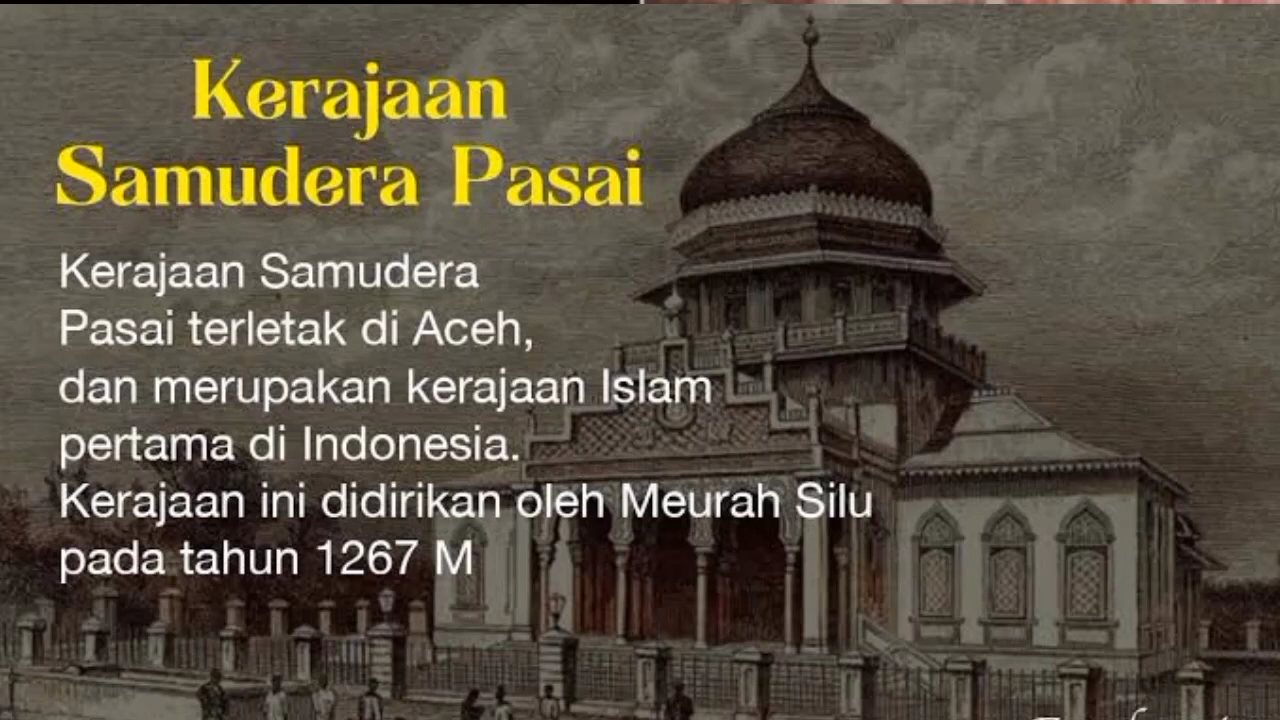 Kerajaan
Samudera Pasai
Kerajaan Samudera
Pasai terletak di Aceh,
dan merupakan kerajaan Islam
pertama di Indonesia.
Kerajaan ini didirikan oleh Meurah Silu
pada tahun 1267 M